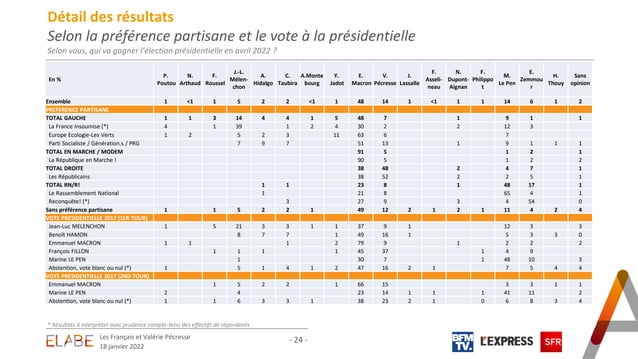 Détail des résultats
Selon la préférence partisane et le vote à la présidentielle
Selon vous, qui va gagner l'élection présidentielle en avril 2022 ?
En % P. Poutou N. Arthaud F. Roussel J.-L. Mélen-chon A. Hidalgo C. Taubira A.Montebourg Y. Jadot E. Macron V. Pécresse J. Lassalle F. Asseli-neau N. Dupont-Aignan F. Philippot M. Le Pen E. Zemmour H. Thouy Sans opinion
Ensemble 1 <1 1 5 2 2 <1 1 48 14 1 <1 1 1 14 6 1 2
PREFERENCE PARTISANE
TOTAL GAUCHE 1 1 3 14 4 4 1 5 48 7 1 9 1 1
La France Insoumise (*) 4 1 39 1 2 4 30 2 2 12 3
Europe Ecologie-Les Verts 1 2 5 2 3 11 63 6 7
Parti Socialiste / Génération.s / PRG 7 9 7 51 13 1 9 1 1 1
TOTAL EN MARCHE / MODEM 91 5 1 2 1
La République en Marche ! 90 5 1 2 2
TOTAL DROITE 38 48 2 4 7 1
Les Républicains 38 52 2 2 5 1
TOTAL RN/R! 1 1 23 8 1 48 17 1
Le Rassemblement National 1 21 8 65 4 1
Reconquête! (*) 3 27 9 3 4 54 0
Sans préférence partisane 1 1 5 2 2 1 49 12 2 1 2 1 11 4 2 4
VOTE PRESIDENTIELLE 2017 (1ER TOUR)
Jean-Luc MELENCHON 1 5 21 3 3 1 1 37 9 1 12 3 3
Benoît HAMON 8 7 7 1 49 16 1 5 3 3 0
Emmanuel MACRON 1 1 1 2 79 9 1 2 2 2
François FILLON 1 1 1 1 45 37 1 4 9
Marine LE PEN 1 30 7 1 48 10 3
Abstention, vote blanc ou nul (*) 1 5 1 4 1 2 47 16 2 1 7 5 4 4
VOTE PRESIDENTIELLE 2017 (2ND TOUR)
Emmanuel MACRON 1 5 2 2 1 66 15 3 3 1 1
Marine LE PEN 2 4 23 14 1 1 1 41 11 2
Abstention, vote blanc ou nul (*) 1 1 6 3 3 1 38 23 2 1 0 6 8 3 4
* Résultats à interpréter avec prudence compte-tenu des effectifs de répondants
ELABE
Les Français et Valérie Pécresse
18 janvier 2022
- 24 -
BFM TV.
L'EXPRESS
SFR